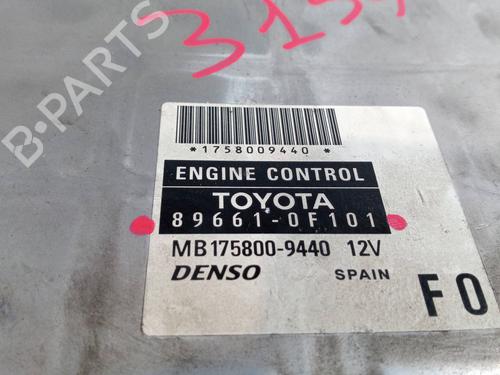 B-PARTS
*1758009440*
ENGINE CONTROL
TOYOTA
89661-0F101
MB175800-9440 12V
DENSO SPAIN
F0